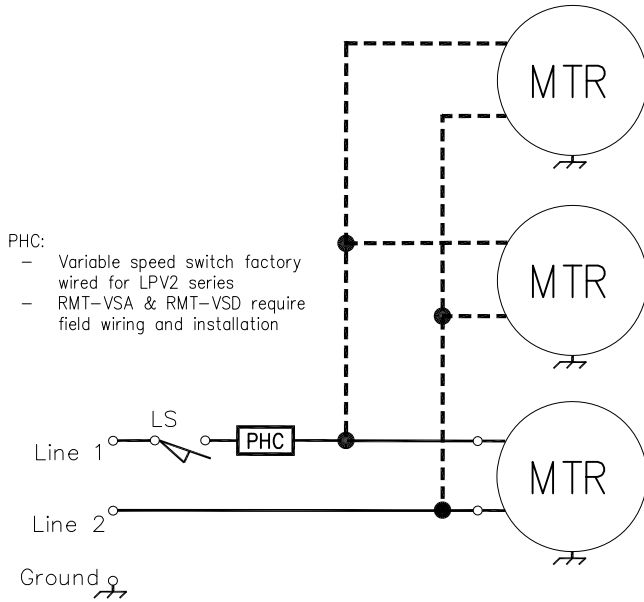 MTR
MTR
PHC:
– Variable speed switch factory
wired for LPV2 series
– RMT-VSA & RMT-VSD require
field wiring and installation
LS
Line 1
PHC
MTR
Line 2
Ground